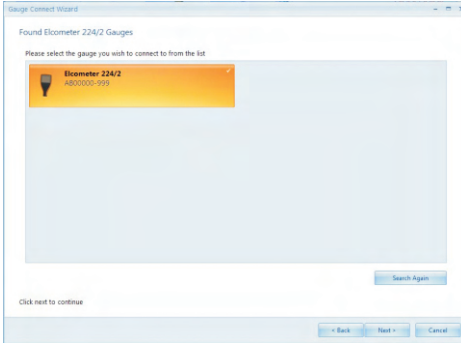 Gauge Connect Wizard
Found Elcometer 224/2 Gauges
Please select the gauge you wish to connect to from the list
Elcometer 224/2
A800000-999
Search Again
Click next to continue
< Back
Next >
Cancel